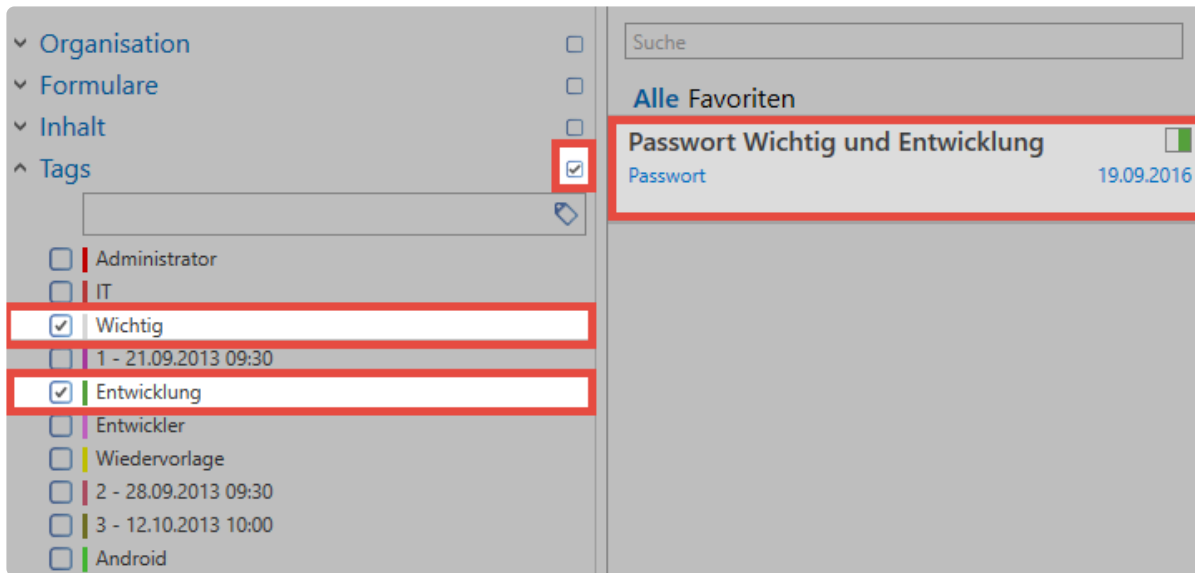 Organisation
Formulare
Inhalt
Tags
Administrator
IT
Wichtig
1 - 21.09.2013 09:30
Entwicklung
Entwickler
Wiedervorlage
2 - 28.09.2013 09:30
3 - 12.10.2013 10:00
Android
Suche
Alle Favoriten
Passwort Wichtig und Entwicklung
Passwort 19.09.2016